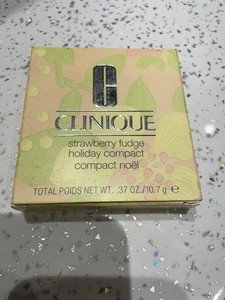 CLINIQUE
strawberry fudge
holiday compact
compact noël
TOTAL POIDS NET WT. .37 OZ./10.7 g ℮